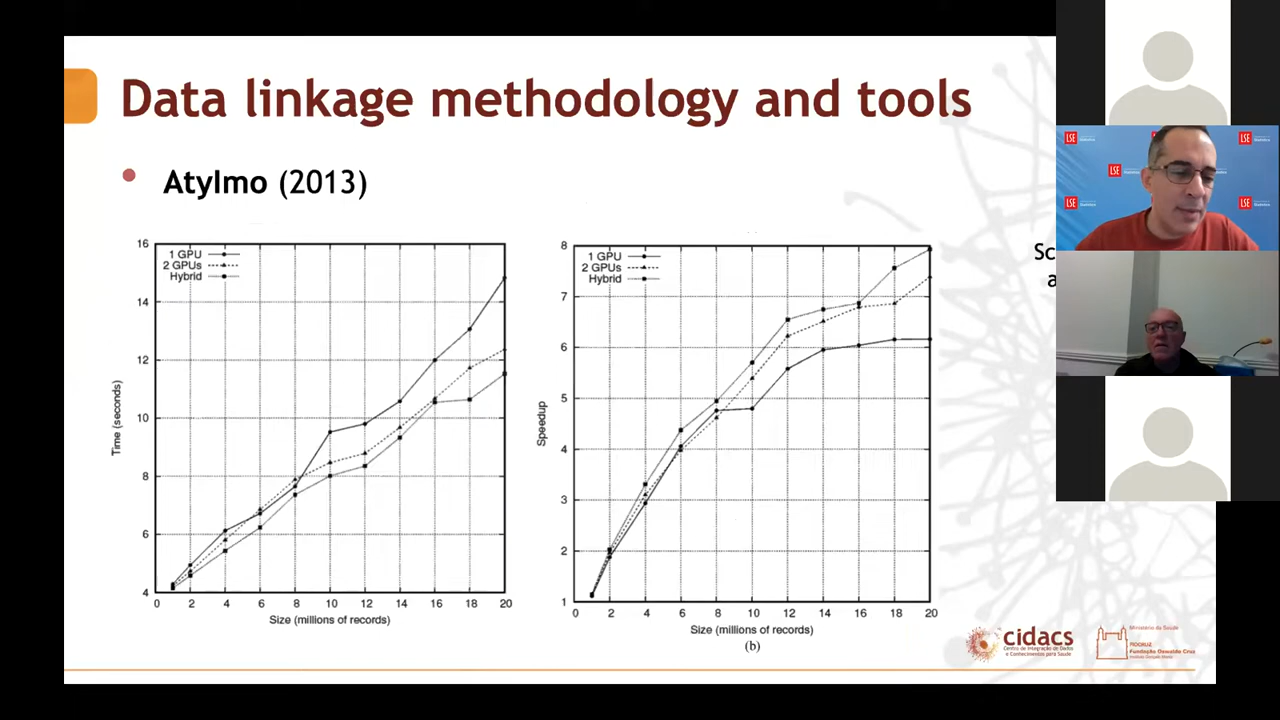 Data linkage methodology and tools
• AtyImo (2013)
Sc
a
16
14
12
10
8
6
4
Time (seconds)
1 GPU
2 GPUs
Hybrid
0 2 4 6 8 10 12 14 16 18 20
Size (millions of records)
8
7
6
5
4
3
2
1
Speedup
1 GPU
2 GPUs
Hybrid
0 2 4 6 8 10 12 14 16 18 20
Size (millions of records)
(b)
cidacs
Centro de Integração de Dados
e Conhecimentos para Saúde
Ministério da Saúde
FIOCRUZ
Fundação Oswaldo Cruz
LSE
LSE
LSE
LSE